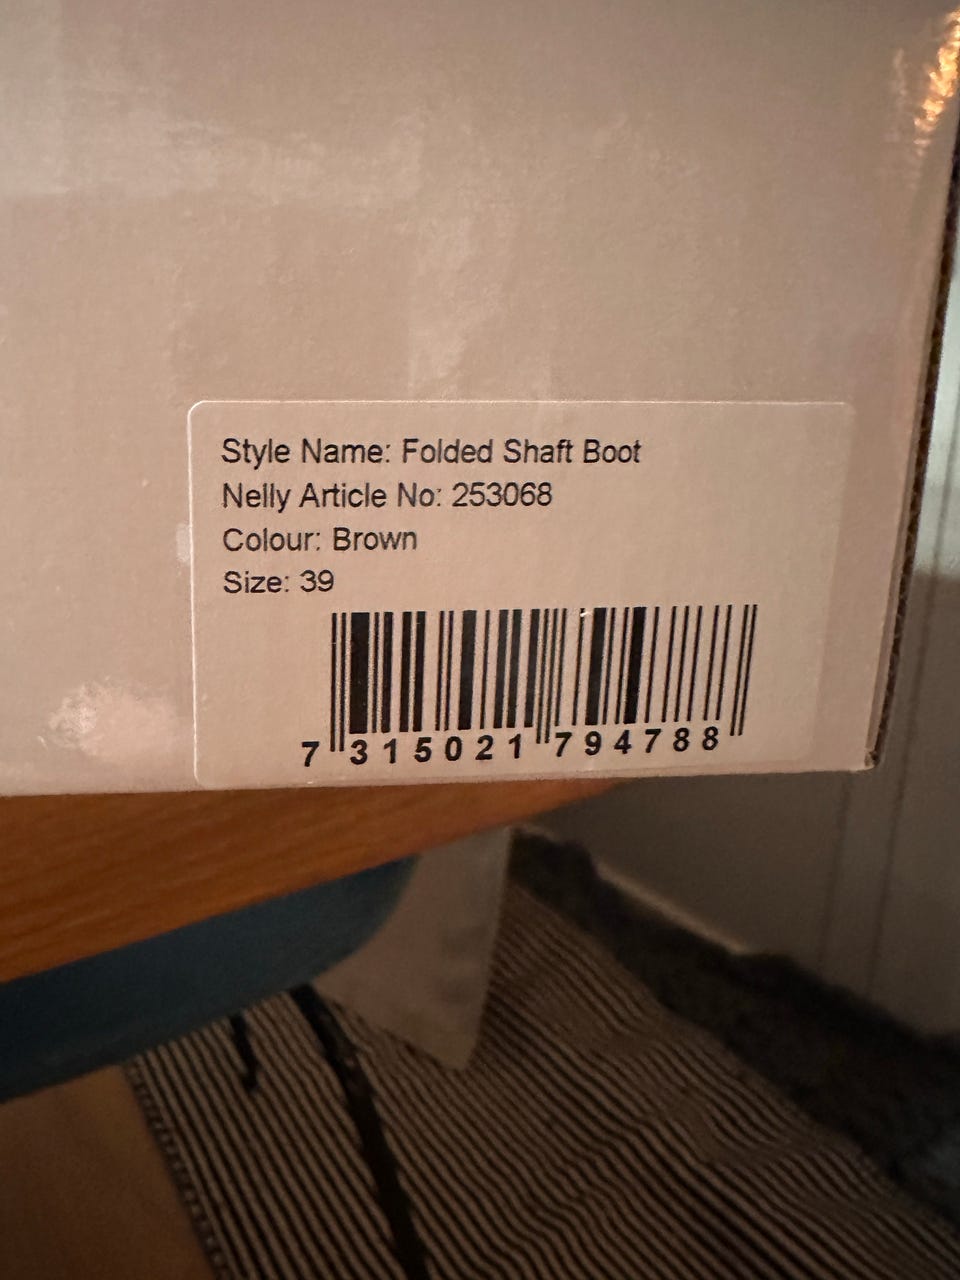 Style Name: Folded Shaft Boot
Nelly Article No: 253068
Colour: Brown
Size: 39
7 315021 794788